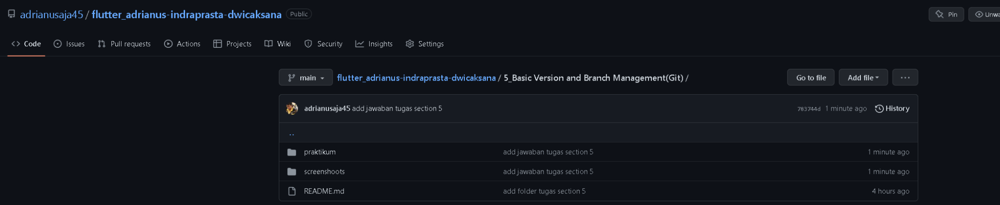 adrianusaja45 / flutter_adrianus-indraprasta-dwicaksana Public
Pin Unwa
Code Issues Pull requests Actions Projects Wiki Security Insights Settings
main flutter_adrianus-indraprasta-dwicaksana / 5_Basic Version and Branch Management(Git) /
Go to file Add file ...
adrianusaja45 add jawaban tugas section 5 783744d 1 minute ago History
..
praktikum add jawaban tugas section 5 1 minute ago
screenshoots add jawaban tugas section 5 1 minute ago
README.md add folder tugas section 5 4 hours ago